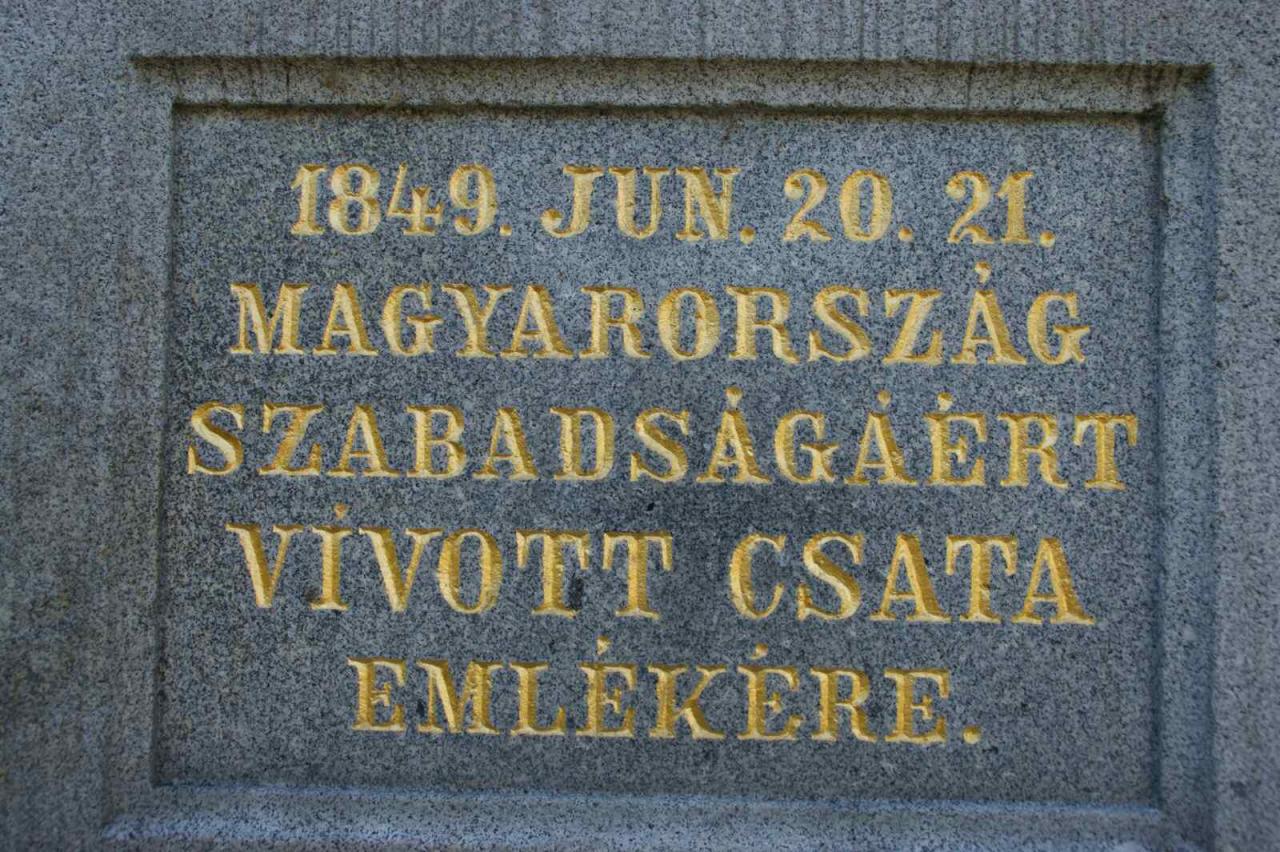 1849. JUN. 20. 21.
MAGYARORSZÁG
SZABADSÁGÁÉRT
VÍVOTT CSATA
EMLÉKÉRE.